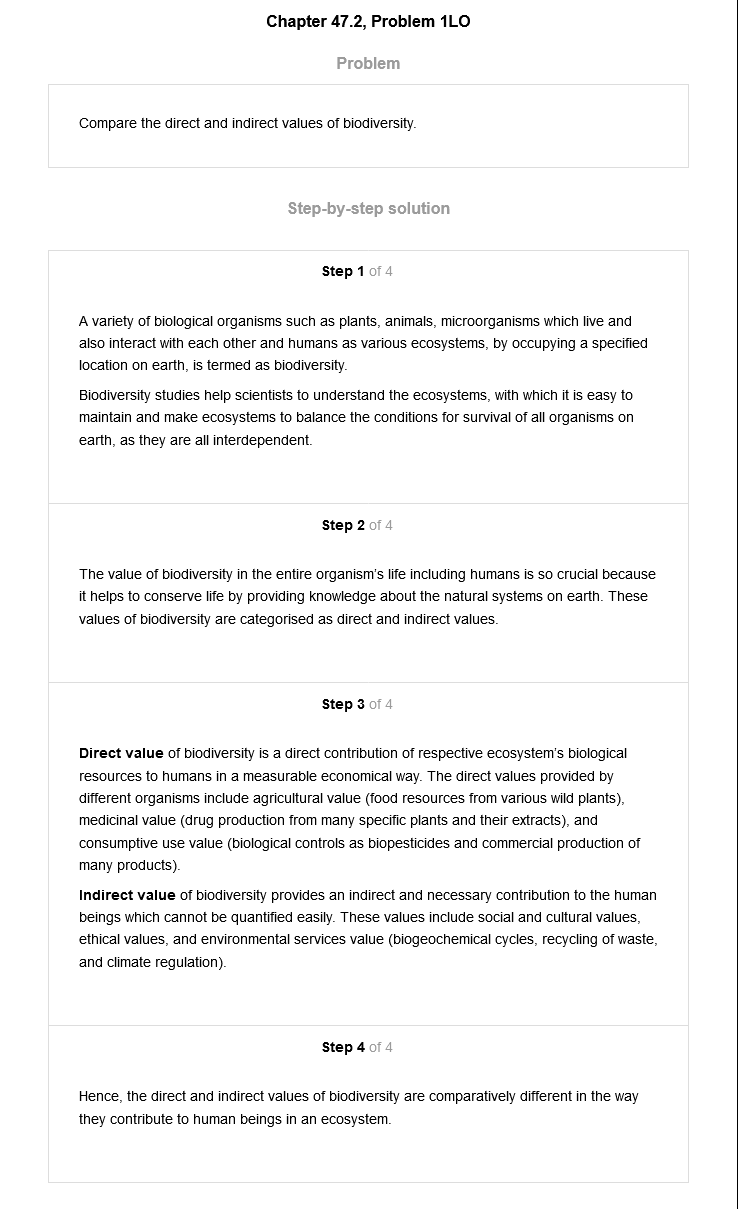 Chapter 47.2, Problem 1LO
Problem
Compare the direct and indirect values of biodiversity.
Step-by-step solution
Step 1 of 4
A variety of biological organisms such as plants, animals, microorganisms which live and
also interact with each other and humans as various ecosystems, by occupying a specified
location on earth, is termed as biodiversity.
Biodiversity studies help scientists to understand the ecosystems, with which it is easy to
maintain and make ecosystems to balance the conditions for survival of all organisms on
earth, as they are all interdependent.
Step 2 of 4
The value of biodiversity in the entire organism's life including humans is so crucial because
it helps to conserve life by providing knowledge about the natural systems on earth. These
values of biodiversity are categorised as direct and indirect values.
Step 3 of 4
Direct value of biodiversity is a direct contribution of respective ecosystem's biological
resources to humans in a measurable economical way. The direct values provided by
different organisms include agricultural value (food resources from various wild plants),
medicinal value (drug production from many specific plants and their extracts), and
consumptive use value (biological controls as biopesticides and commercial production of
many products).
Indirect value of biodiversity provides an indirect and necessary contribution to the human
beings which cannot be quantified easily. These values include social and cultural values,
ethical values, and environmental services value (biogeochemical cycles, recycling of waste,
and climate regulation).
Step 4 of 4
Hence, the direct and indirect values of biodiversity are comparatively different in the way
they contribute to human beings in an ecosystem.